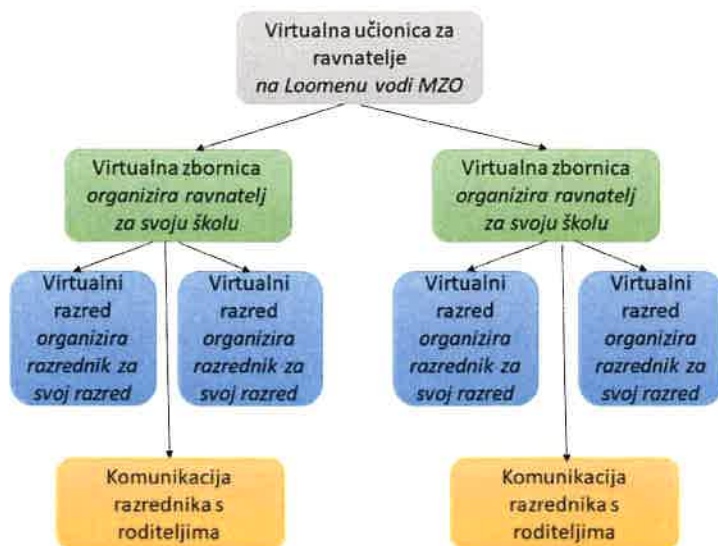 Virtualna učionica za
ravnatelje
na Loomenu vodi MZO
Virtualna zbornica
organizira ravnatelj
za svoju školu
Virtualna zbornica
organizira ravnatelj
za svoju školu
Virtualni
razred
organizira
razrednik za
svoj razred
Virtualni
razred
organizira
razrednik za
svoj razred
Virtualni
razred
organizira
razrednik za
svoj razred
Virtualni
razred
organizira
razrednik za
svoj razred
Komunikacija
razrednika s
roditeljima
Komunikacija
razrednika s
roditeljima